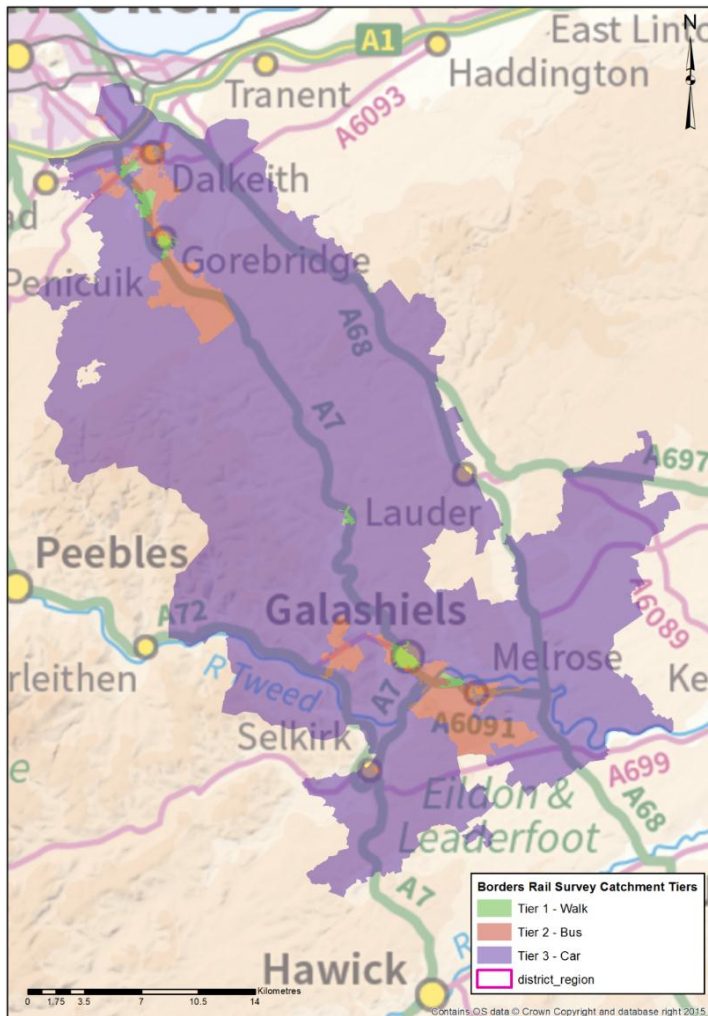 NBURGH
N
East Linto
A1
Haddington
Tranent
A6093
Dalkeith
ad
Gorebridge
Penicuik
A68
A7
A697
Lauder
Peebles
Galashiels
A6089
A72
Melrose
rleithen
R Tweed
Ke
A7
A6091
Selkirk
e
A699
Eildon &
Leaderfoot
A68
A7
Borders Rail Survey Catchment Tiers
Tier 1 - Walk
Tier 2 - Bus
Tier 3 - Car
district_region
R
Hawick
Kilometres
0 1.75 3.5 7 10.5 14
Contains OS data © Crown Copyright and database right 2015